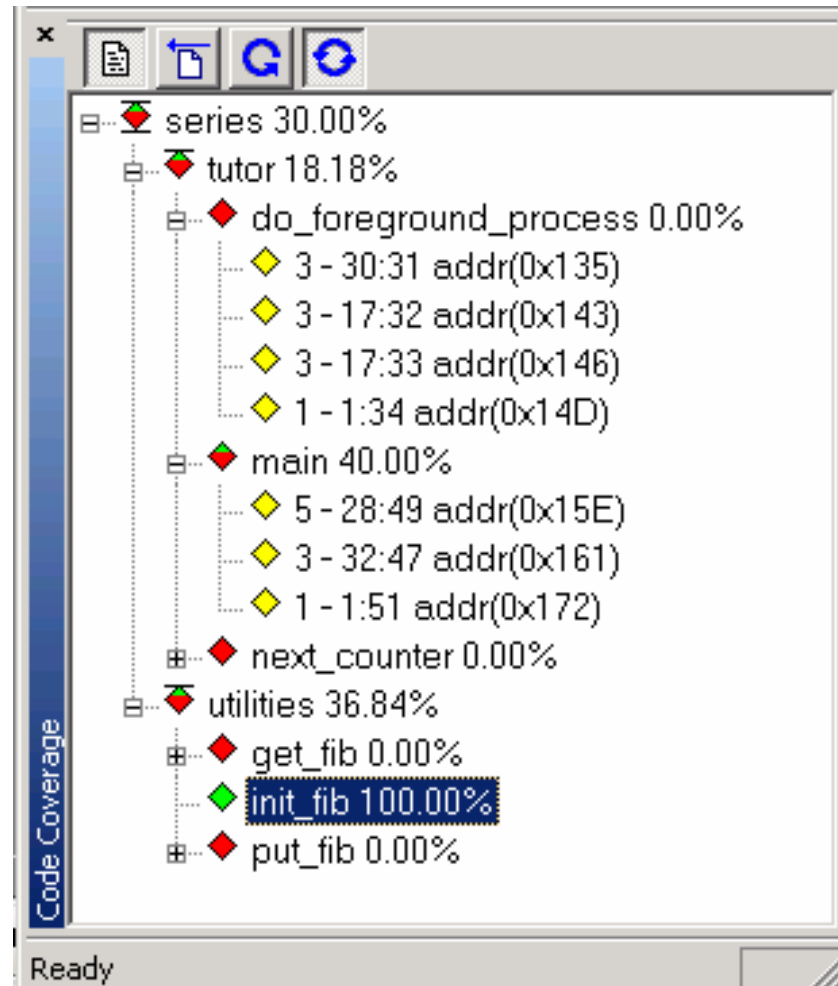 series 30.00%
tutor 18.18%
do_foreground_process 0.00%
3 - 30:31 addr(0x135)
3 - 17:32 addr(0x143)
3 - 17:33 addr(0x146)
1 - 1:34 addr(0x14D)
main 40.00%
5 - 28:49 addr(0x15E)
3 - 32:47 addr(0x161)
1 - 1:51 addr(0x172)
next_counter 0.00%
utilities 36.84%
get_fib 0.00%
init_fib 100.00%
put_fib 0.00%
Code Coverage
Ready